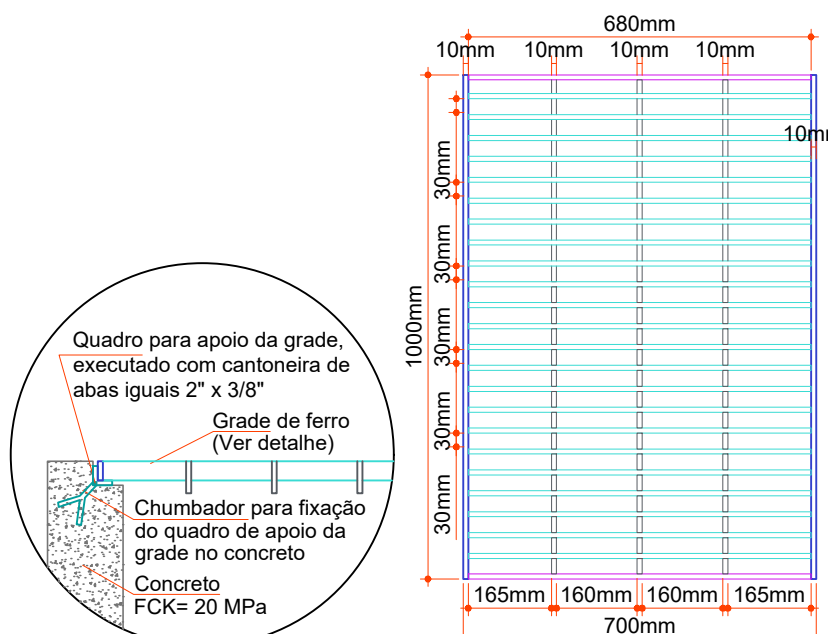 680mm
10mm
10mm
10mm
10mm
10mm
30mm
30mm
30mm
30mm
30mm
1000mm
165mm
160mm
160mm
165mm
700mm
Quadro para apoio da grade,
executado com cantoneira de
abas iguais 2" x 3/8"
Grade de ferro
(Ver detalhe)
Chumbador para fixação
do quadro de apoio da
grade no concreto
Concreto
FCK= 20 MPa